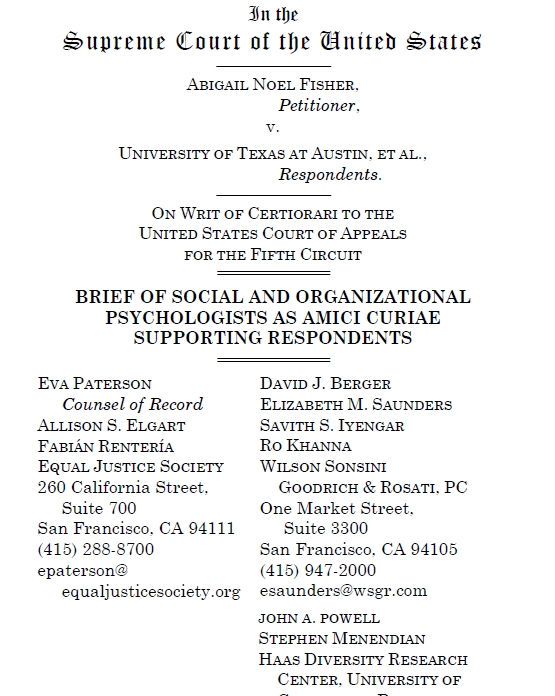 In the
Supreme Court of the United States
ABIGAIL NOEL FISHER,
Petitioner,
v.
UNIVERSITY OF TEXAS AT AUSTIN, ET AL.,
Respondents.
ON WRIT OF CERTIORARI TO THE
UNITED STATES COURT OF APPEALS
FOR THE FIFTH CIRCUIT
BRIEF OF SOCIAL AND ORGANIZATIONAL
PSYCHOLOGISTS AS AMICI CURIAE
SUPPORTING RESPONDENTS
EVA PATERSON
Counsel of Record
ALLISON S. ELGART
FABIÁN RENTERÍA
EQUAL JUSTICE SOCIETY
260 California Street,
Suite 700
San Francisco, CA 94111
(415) 288-8700
epaterson@
equaljusticesociety.org
DAVID J. BERGER
ELIZABETH M. SAUNDERS
SAVITH S. IYENGAR
RO KHANNA
WILSON SONSINI
GOODRICH & ROSATI, PC
One Market Street,
Suite 3300
San Francisco, CA 94105
(415) 947-2000
esaunders@wsgr.com
JOHN A. POWELL
STEPHEN MENENDIAN
HAAS DIVERSITY RESEARCH
CENTER, UNIVERSITY OF